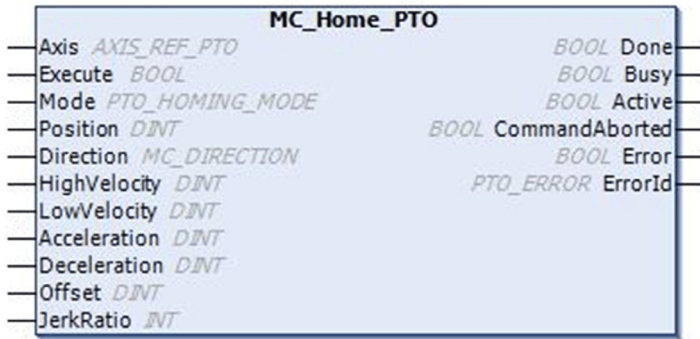 MC_Home_PTO
Axis AXIS_REF_PTO BOOL Done
Execute BOOL BOOL Busy
Mode PTO_HOMING_MODE BOOL Active
Position DINT BOOL CommandAborted
Direction MC_DIRECTION BOOL Error
HighVelocity DINT PTO_ERROR ErrorId
LowVelocity DINT
Acceleration DINT
Deceleration DINT
Offset DINT
JerkRatio INT